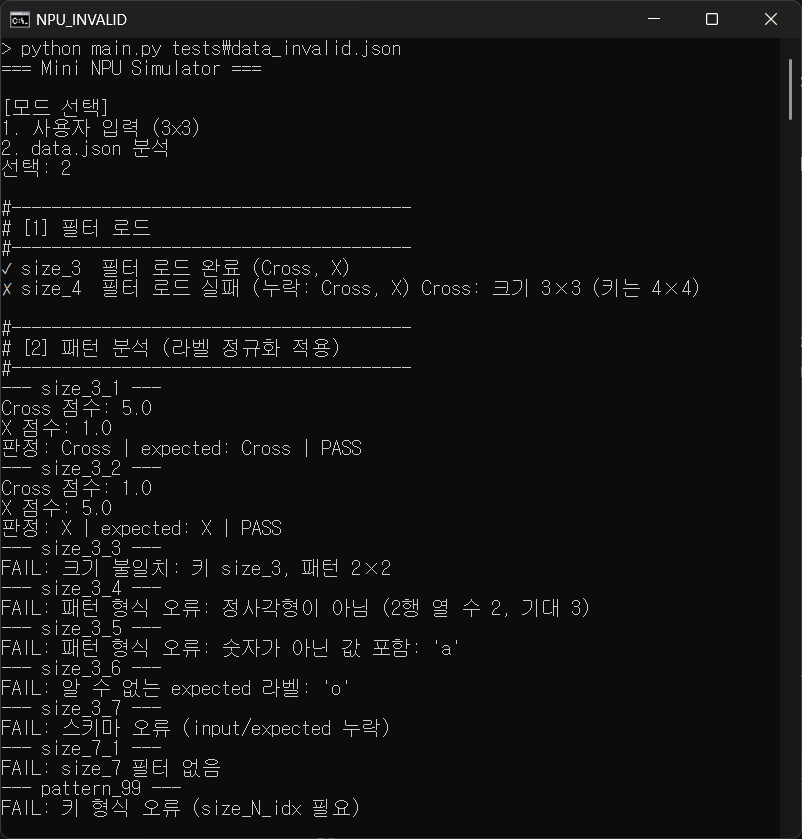 NPU_INVALID
> python main.py tests₩data_invalid.json
=== Mini NPU Simulator ===
[모드 선택]
1. 사용자 입력 (3x3)
2. data.json 분석
선택: 2
#----------------------------------------
# [1] 필터 로드
#----------------------------------------
✓ size_3  필터 로드 완료 (Cross, X)
✗ size_4  필터 로드 실패 (누락: Cross, X) Cross: 크기 3×3 (키는 4×4)
#----------------------------------------
# [2] 패턴 분석 (라벨 정규화 적용)
#----------------------------------------
--- size_3_1 ---
Cross 점수: 5.0
X 점수: 1.0
판정: Cross | expected: Cross | PASS
--- size_3_2 ---
Cross 점수: 1.0
X 점수: 5.0
판정: X | expected: X | PASS
--- size_3_3 ---
FAIL: 크기 불일치: 키 size_3, 패턴 2×2
--- size_3_4 ---
FAIL: 패턴 형식 오류: 정사각형이 아님 (2행 열 수 2, 기대 3)
--- size_3_5 ---
FAIL: 패턴 형식 오류: 숫자가 아닌 값 포함: 'a'
--- size_3_6 ---
FAIL: 알 수 없는 expected 라벨: 'o'
--- size_3_7 ---
FAIL: 스키마 오류 (input/expected 누락)
--- size_7_1 ---
FAIL: size_7 필터 없음
--- pattern_99 ---
FAIL: 키 형식 오류 (size_N_idx 필요)